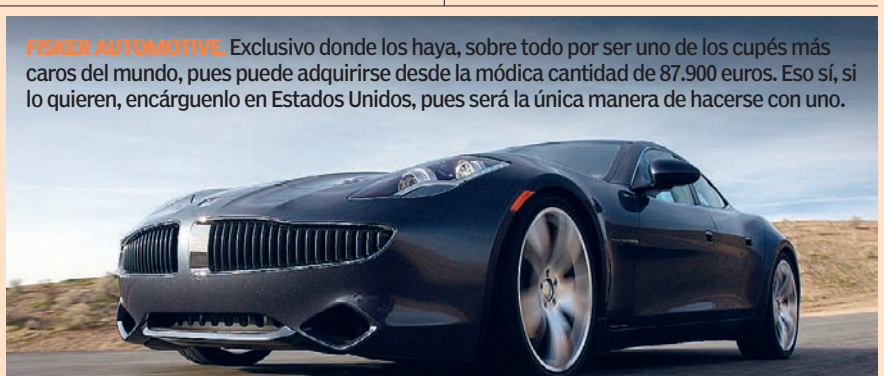 FISKER AUTOMOTIVE. Exclusivo donde los haya, sobre todo por ser uno de los cupés más
caros del mundo, pues puede adquirirse desde la módica cantidad de 87.900 euros. Eso sí, si
lo quieren, encárguenlo en Estados Unidos, pues será la única manera de hacerse con uno.